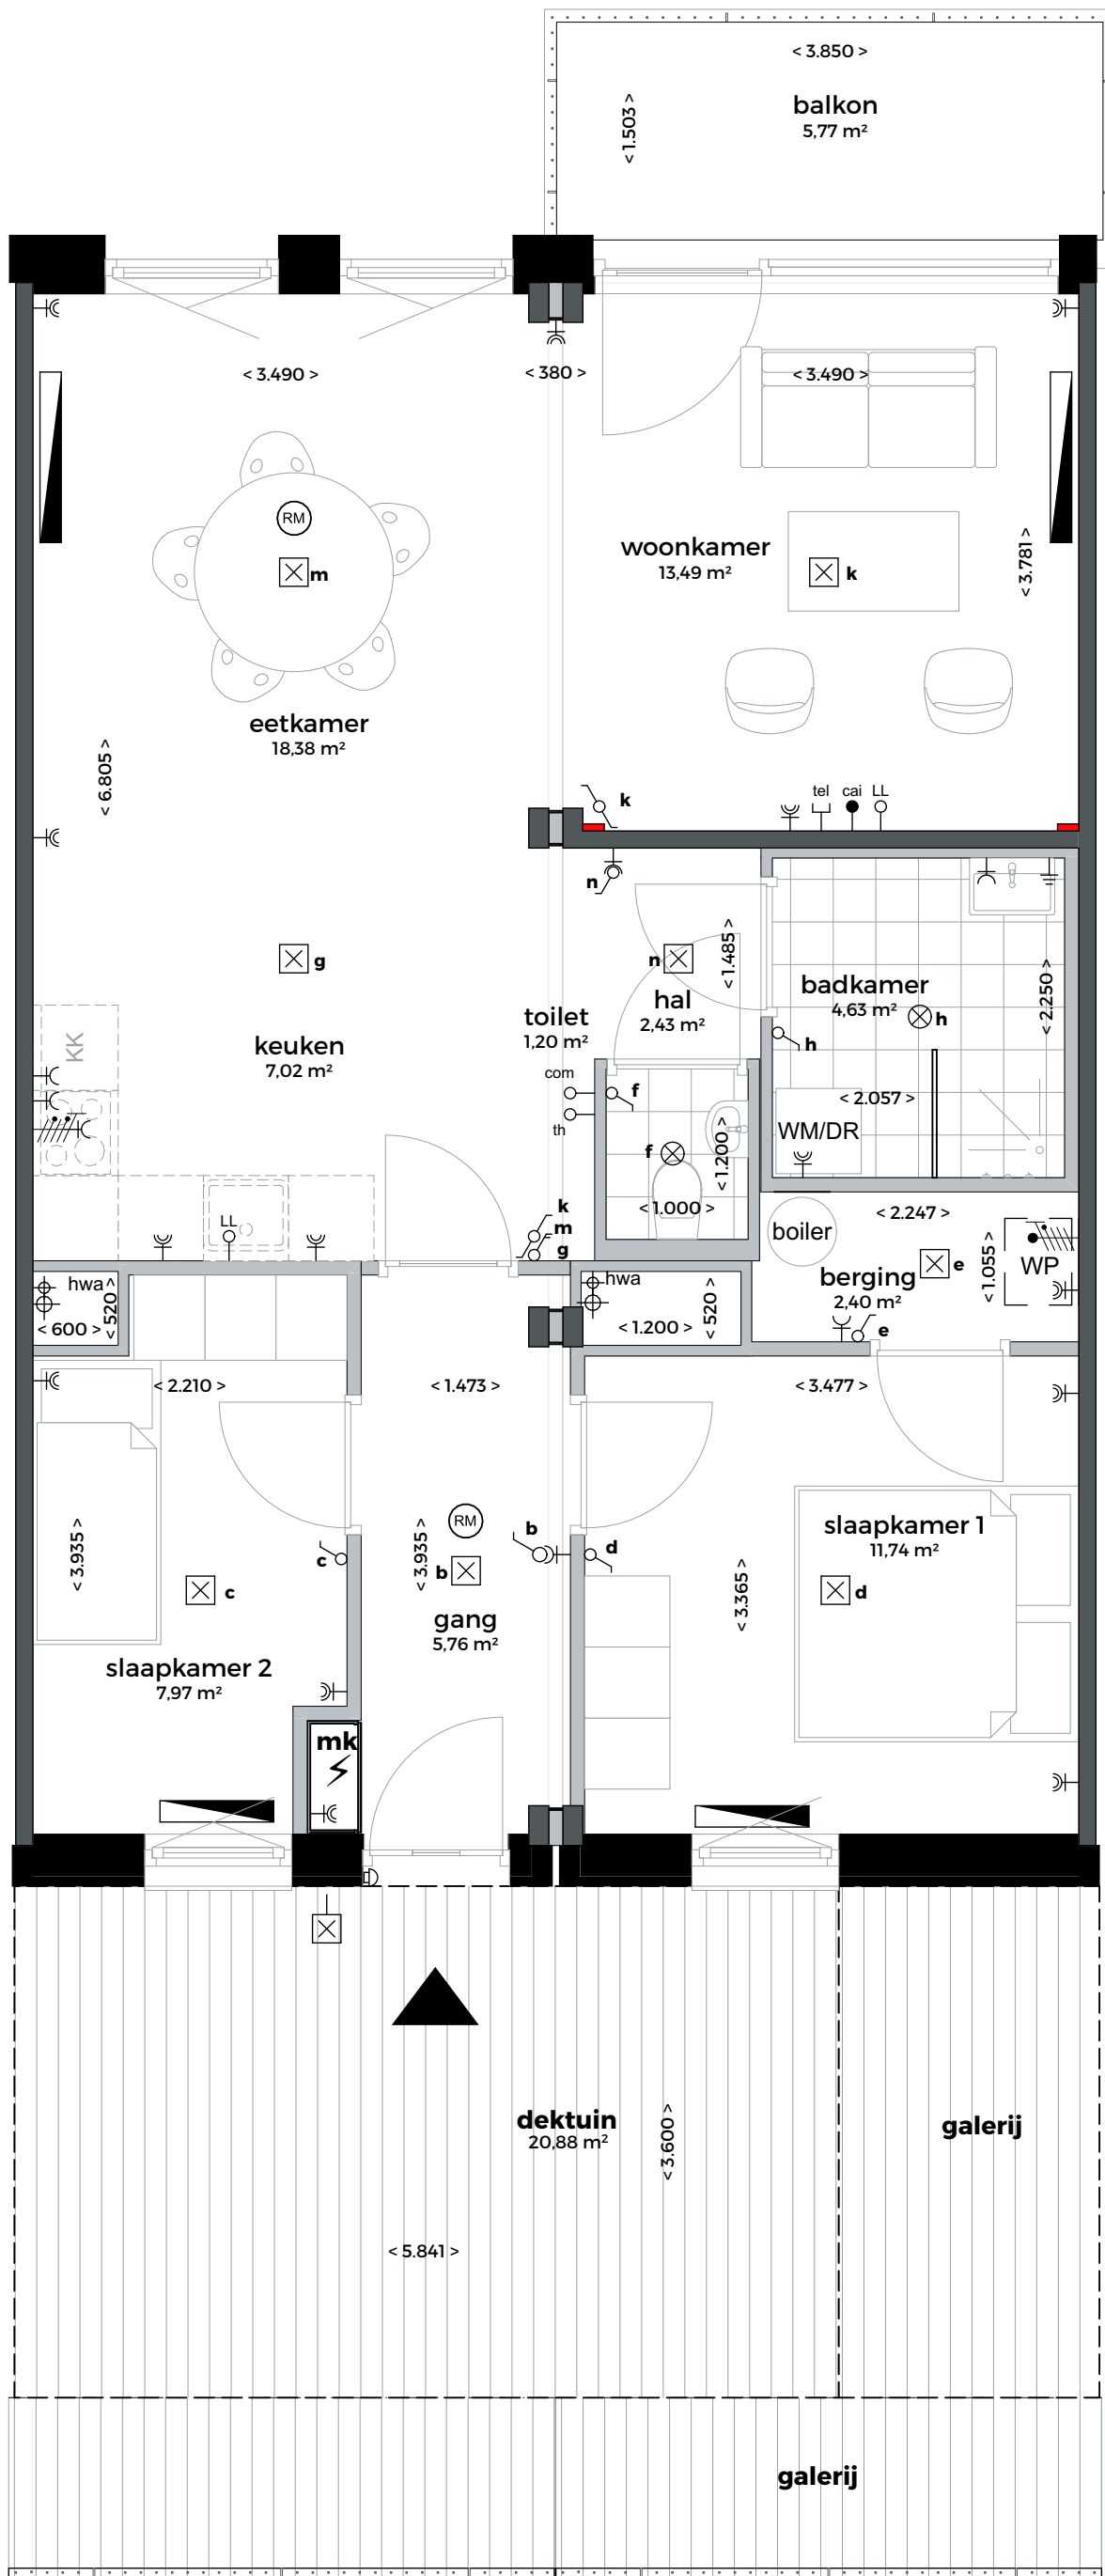 < 3.850 >
balkon
5,77 m²
< 1.503 >
< 3.490 >
< 380 >
< 3.490 >
RM
m
woonkamer
13,49 m²
k
< 3.781 >
eetkamer
18,38 m²
< 6.805 >
k
tel
cai
LL
n
g
n
< 1.485 >
hal
2,43 m²
badkamer
4,63 m²
h
< 2.250 >
h
toilet
1,20 m²
KK
keuken
7,02 m²
com
th
f
f
< 1.200 >
< 1.000 >
< 2.057 >
WM/DR
LL
k
m
g
boiler
< 2.247 >
berging
2,40 m²
e
< 1.055 >
WP
e
hwa
< 520 >
< 600 >
hwa
< 520 >
< 1.200 >
< 2.210 >
< 1.473 >
< 3.477 >
RM
b
b
< 3.935 >
gang
5,76 m²
c
c
< 3.935 >
slaapkamer 2
7,97 m²
d
slaapkamer 1
11,74 m²
d
< 3.365 >
mk
dektuin
20,88 m²
< 3.600 >
galerij
< 5.841 >
galerij